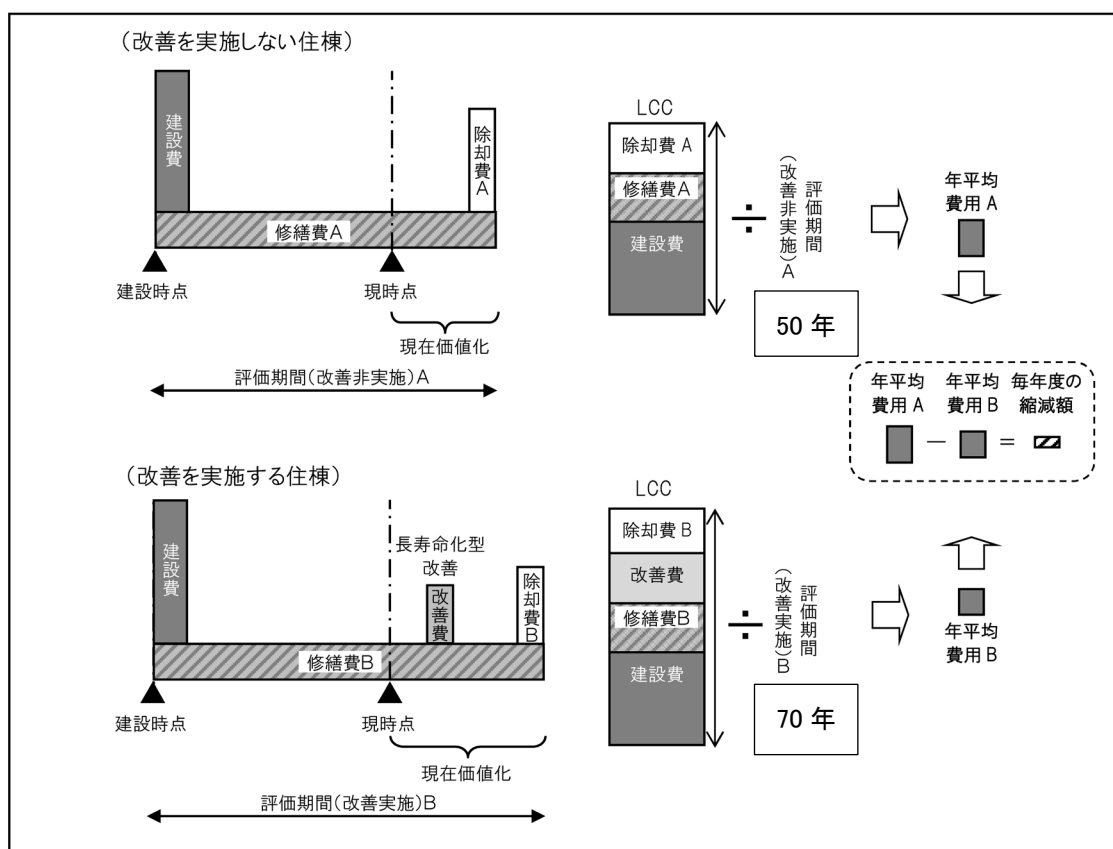 （改善を実施しない住棟）
建設費
除却費A
修繕費A
建設時点
現時点
現在価値化
評価期間(改善非実施)A
LCC
除却費A
修繕費A
建設費
÷
評価期間
(改善非実施)A
50年
年平均
費用A
年平均
費用A
年平均
費用B
毎年度の
縮減額
－
＝
（改善を実施する住棟）
建設費
長寿命化型
改善
改善費
除却費B
修繕費B
建設時点
現時点
現在価値化
評価期間(改善実施)B
LCC
除却費B
改善費
修繕費B
建設費
÷
評価期間
(改善実施)B
70年
年平均
費用B